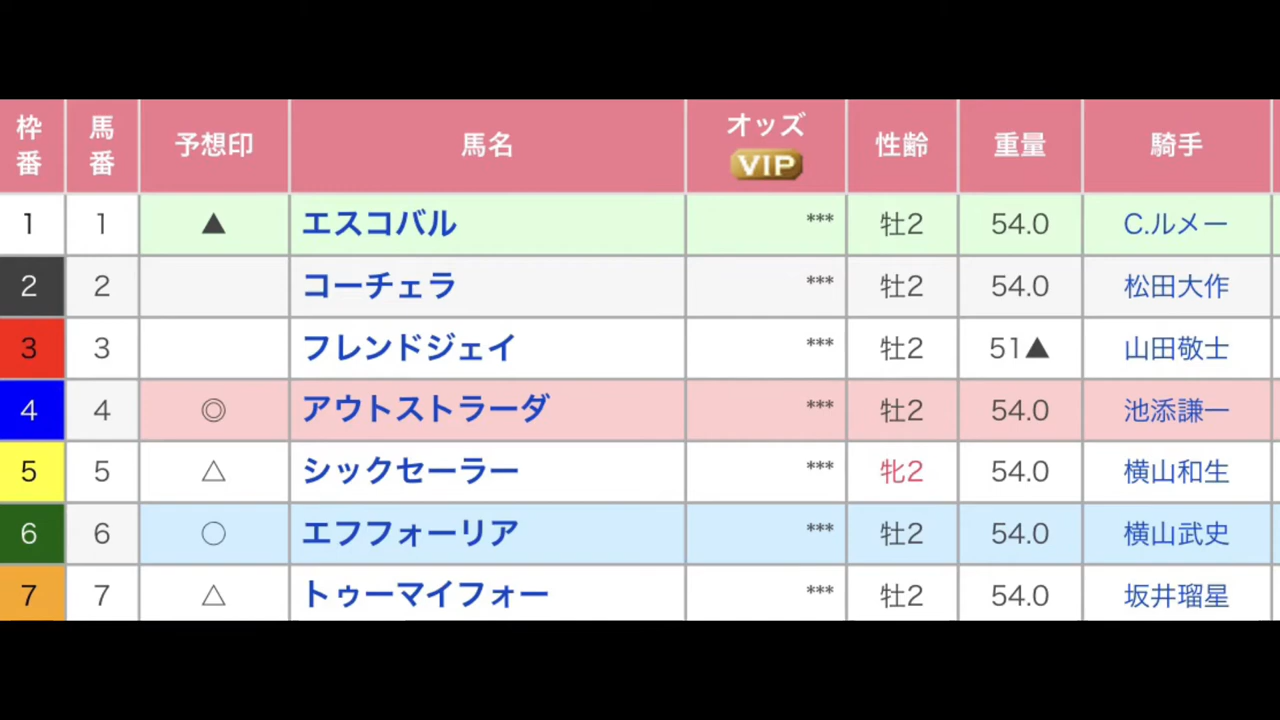 枠番 馬番 予想印 馬名 オッズ VIP 性齢 重量 騎手
1 1 ▲ エスコバル *** 牡2 54.0 C.ルメー
2 2 コーチェラ *** 牡2 54.0 松田大作
3 3 フレンドジェイ *** 牡2 51▲ 山田敬士
4 4 ◎ アウトストラーダ *** 牡2 54.0 池添謙一
5 5 △ シックセーラー *** 牝2 54.0 横山和生
6 6 ○ エフフォーリア *** 牡2 54.0 横山武史
7 7 △ トゥーマイフォー *** 牡2 54.0 坂井瑠星